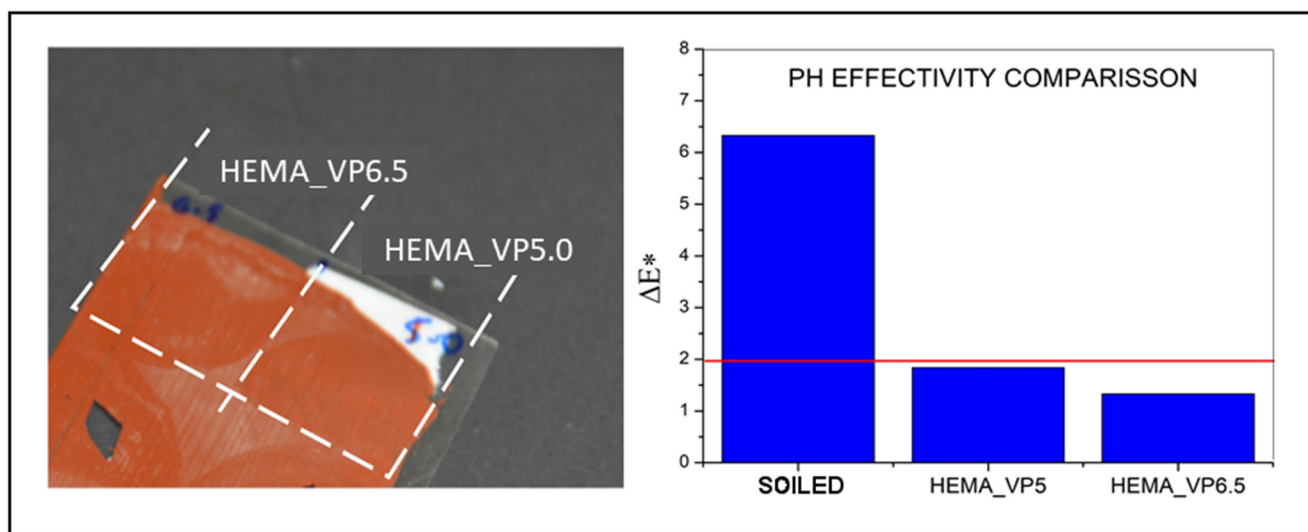 HEMA_VP6.5
6.5
HEMA_VP5.0
5.0
PH EFFECTIVITY COMPARISSON
ΔE*
8
7
6
5
4
3
2
1
0
SOILED
HEMA_VP5
HEMA_VP6.5